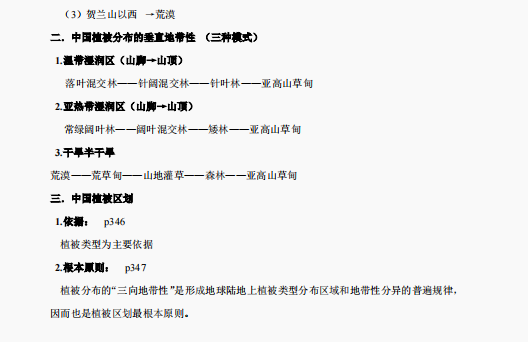 （3）贺兰山以西 →荒漠
二．中国植被分布的垂直地带性 （三种模式）
1.温带湿润区（山脚→山顶）
落叶混交林——针阔混交林——针叶林——亚高山草甸
2.亚热带湿润区（山脚→山顶）
常绿阔叶林——阔叶混交林——矮林——亚高山草甸
3.干旱半干旱
荒漠——荒草甸——山地灌草——森林——亚高山草甸
三．中国植被区划
1.依据： p346
植被类型为主要依据
2.根本原则： p347
植被分布的“三向地带性”是形成地球陆地上植被类型分布区域和地带性分异的普遍规律，
因而也是植被区划最根本原则。